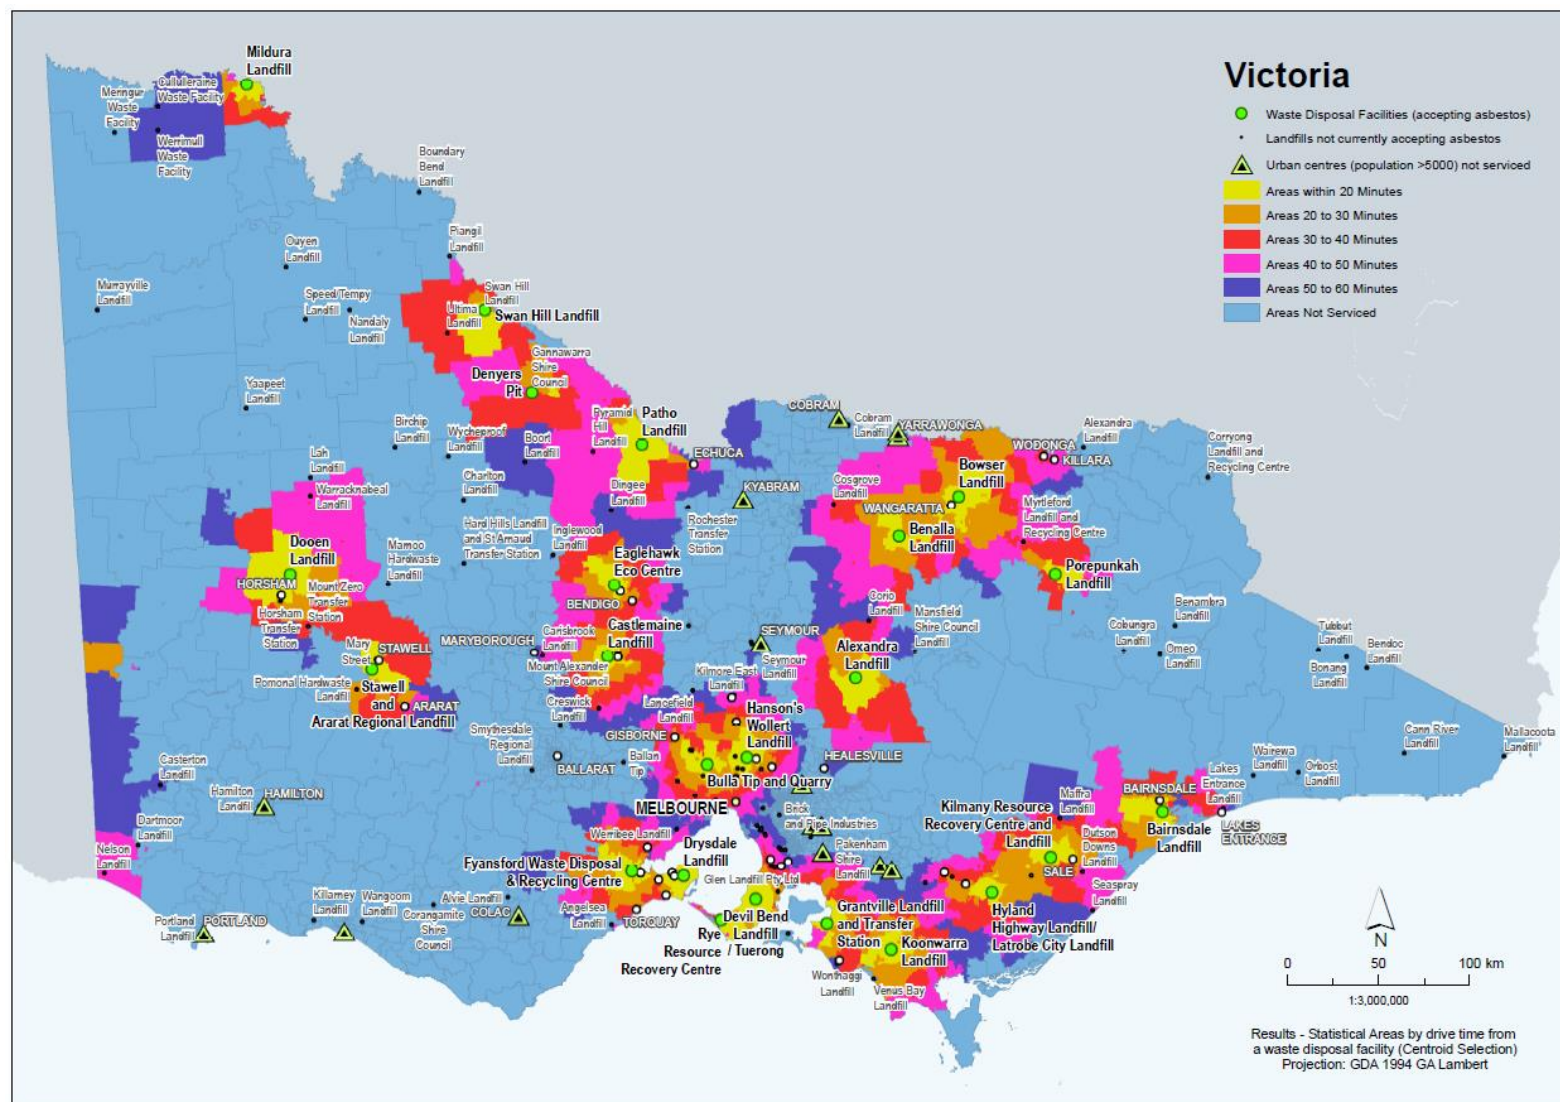 Mildura
Landfill
Cullulleraine
Waste Facility
Meringur
Waste
Facility
Werrimull
Waste
Facility
Boundary
Bend
Landfill
Piangil
Landfill
Ouyen
Landfill
Murrayville
Landfill
Speed/Tempy
Landfill
Nandaly
Landfill
Ultima
Landfill
Swan Hill
Landfill
Swan Hill Landfill
Gannawarra
Shire
Council
Denyers
Pit
Yaapeet
Landfill
Birchip
Landfill
Wycheproof
Landfill
Boort
Landfill
Pyramid
Hill
Landfill
Patho
Landfill
ECHUCA
COBRAM
Cobram
Landfill
YARRAWONGA
WODONGA
KILLARA
Alexandra
Landfill
Corryong
Landfill and
Recycling Centre
Lah
Landfill
Warracknabeal
Landfill
Charlton
Landfill
Dingee
Landfill
KYABRAM
Rochester
Transfer
Station
Cosgrove
Landfill
Bowser
Landfill
WANGARATTA
Benalla
Landfill
Myrtleford
Landfill and
Recycling Centre
Porepunkah
Landfill
Hard Hills Landfill
and St Arnaud
Transfer Station
Inglewood
Landfill
Eaglehawk
Eco Centre
BENDIGO
Dooen
Landfill
HORSHAM
Mount Zero
Transfer
Station
Horsham
Transfer
Station
Mamoo
Hardwaste
Landfill
Mary
Street
STAWELL
Pomonal Hardwaste
Landfill
Stawell
and
Ararat Regional Landfill
ARARAT
MARYBOROUGH
Carisbrook
Landfill
Castlemaine
Landfill
Mount Alexander
Shire Council
Creswick
Landfill
SEYMOUR
Seymour
Landfill
Kilmore East
Landfill
Lancefield
Landfill
Hanson's
Wollert
Landfill
GISBORNE
Corio
Landfill
Mansfield
Shire Council
Landfill
Alexandra
Landfill
Benambra
Landfill
Cobungra
Landfill
Omeo
Landfill
Tubbut
Landfill
Bonang
Landfill
Bendoc
Landfill
Cann River
Landfill
Mallacoota
Landfill
Wairewa
Landfill
Orbost
Landfill
Smythesdale
Regional
Landfill
BALLARAT
Ballan
Tip
Bulla Tip and Quarry
HEALESVILLE
MELBOURNE
Brick
and Pipe Industries
Casterton
Landfill
Hamilton
Landfill
HAMILTON
Dartmoor
Landfill
Nelson
Landfill
Portland
Landfill
PORTLAND
Killarney
Landfill
Wangoom
Landfill
Alvie Landfill
Corangamite
Shire
Council
COLAC
Angelsea
Landfill
TORQUAY
Werribee Landfill
Fyansford Waste Disposal
& Recycling Centre
Drysdale
Landfill
Glen Landfill Pty Ltd
Pakenham
Shire
Landfill
Devil Bend
Landfill
/ Tuerong
Rye
Resource
Recovery Centre
Grantville Landfill
and Transfer
Station
Koonwarra
Landfill
Wonthaggi
Landfill
Venus Bay
Landfill
Hyland
Highway Landfill/
Latrobe City Landfill
Kilmany Resource
Recovery Centre and
Landfill
Maffra
Landfill
SALE
Dutson
Downs
Landfill
Seaspray
Landfill
BAIRNSDALE
Bairnsdale
Landfill
Lakes
Entrance
Landfill
LAKES
ENTRANCE
Victoria
Waste Disposal Facilities (accepting asbestos)
Landfills not currently accepting asbestos
Urban centres (population >5000) not serviced
Areas within 20 Minutes
Areas 20 to 30 Minutes
Areas 30 to 40 Minutes
Areas 40 to 50 Minutes
Areas 50 to 60 Minutes
Areas Not Serviced
N
0 50 100 km
1:3,000,000
Results - Statistical Areas by drive time from
a waste disposal facility (Centroid Selection)
Projection: GDA 1994 GA Lambert